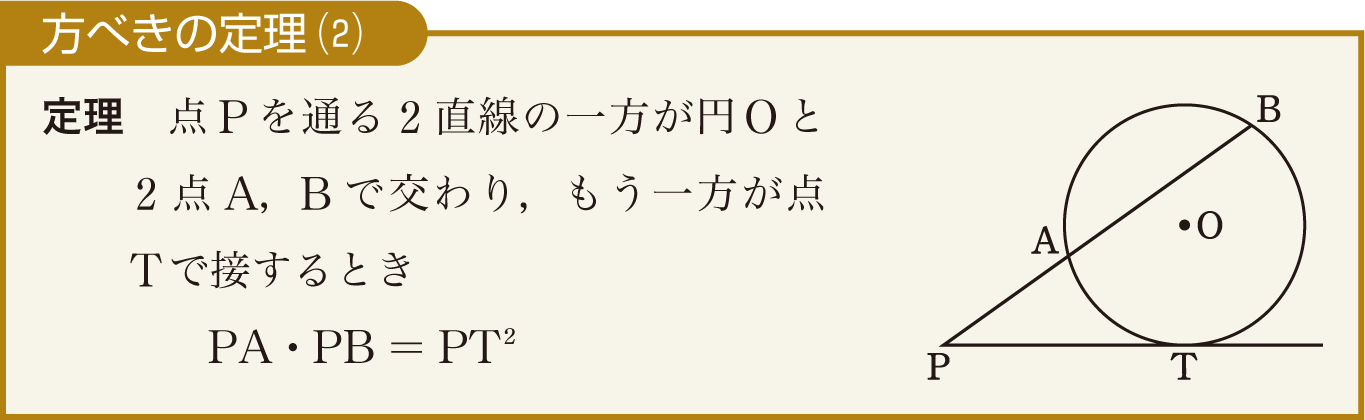 方べきの定理(2)
定理 点Pを通る2直線の一方が円Oと
2点A, Bで交わり, もう一方が点
Tで接するとき
PA・PB = PT²
B
A
O
P
T